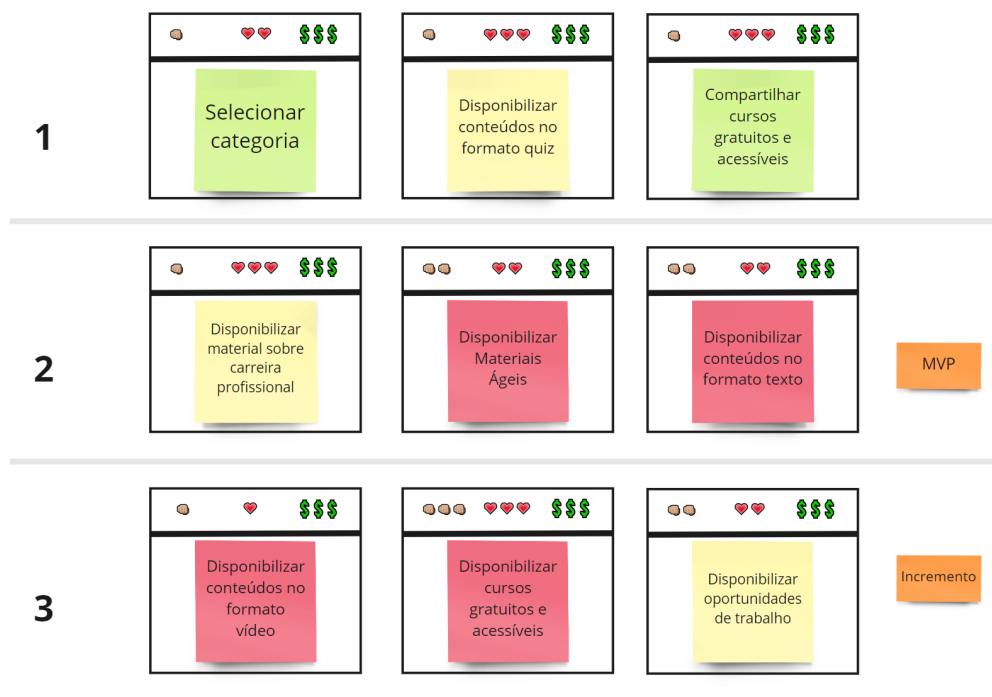 $$$
Selecionar
categoria
$$$
Disponibilizar
conteúdos no
formato quiz
$$$
Compartilhar
cursos
gratuitos e
acessíveis
1
$$$
Disponibilizar
material sobre
carreira
profissional
$$$
Disponibilizar
Materiais
Ágeis
$$$
Disponibilizar
conteúdos no
formato texto
2
MVP
$$$
Disponibilizar
conteúdos no
formato
vídeo
$$$
Disponibilizar
cursos
gratuitos e
acessíveis
$$$
Disponibilizar
oportunidades
de trabalho
3
Incremento